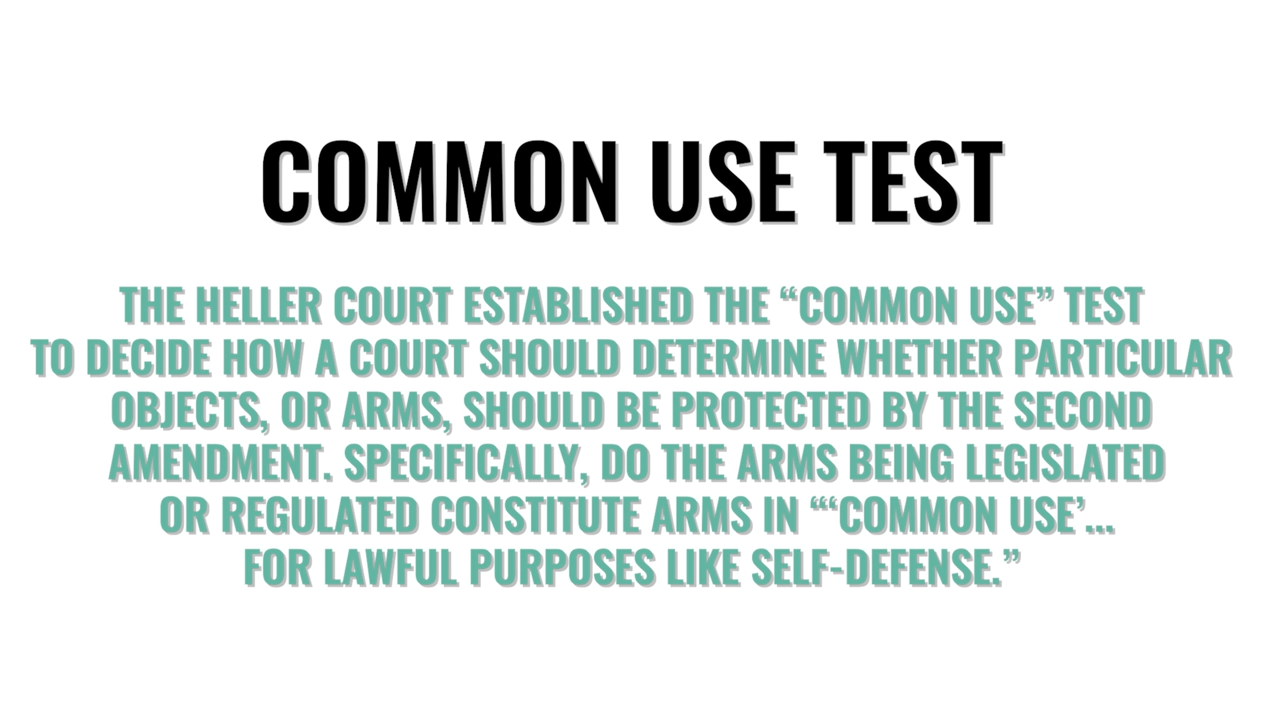 COMMON USE TEST
THE HELLER COURT ESTABLISHED THE “COMMON USE” TEST
TO DECIDE HOW A COURT SHOULD DETERMINE WHETHER PARTICULAR
OBJECTS, OR ARMS, SHOULD BE PROTECTED BY THE SECOND
AMENDMENT. SPECIFICALLY, DO THE ARMS BEING LEGISLATED
OR REGULATED CONSTITUTE ARMS IN “‘COMMON USE’...
FOR LAWFUL PURPOSES LIKE SELF-DEFENSE.”